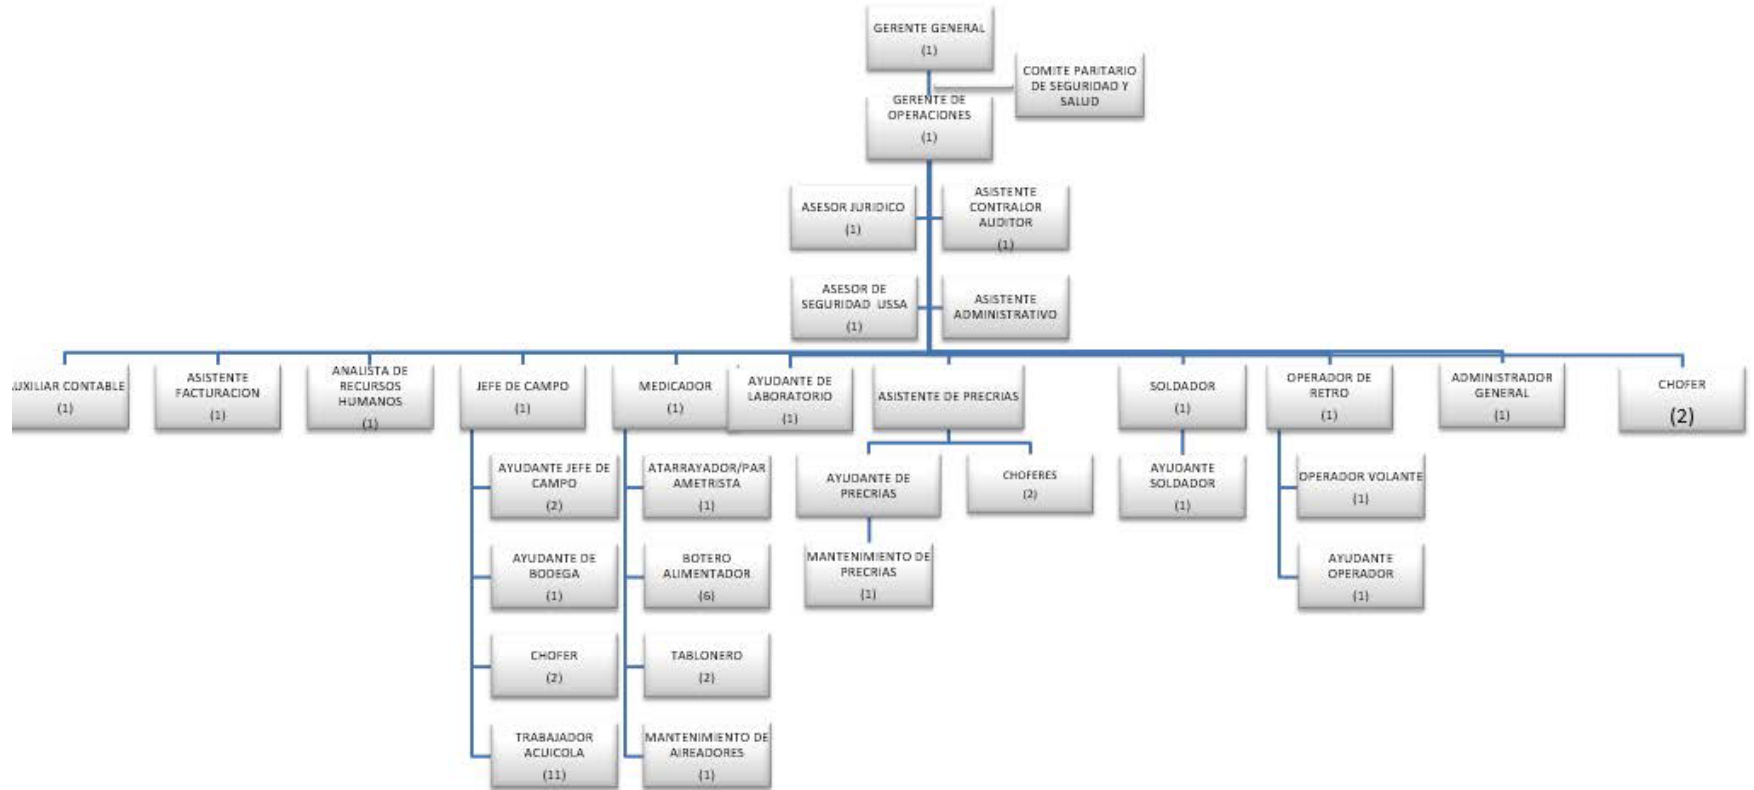 GERENTE GENERAL
(1)
COMITE PARITARIO
DE SEGURIDAD Y
SALUD
GERENTE DE
OPERACIONES
(1)
ASESOR JURIDICO
(1)
ASISTENTE
CONTRALOR
AUDITOR
(1)
ASESOR DE
SEGURIDAD USSA
(1)
ASISTENTE
ADMINISTRATIVO
UXILIAR CONTABLE
(1)
ASISTENTE
FACTURACION
(1)
ANALISTA DE
RECURSOS
HUMANOS
(1)
JEFE DE CAMPO
(1)
MEDICADOR
(1)
AYUDANTE DE
LABORATORIO
(1)
ASISTENTE DE PRECRIAS
SOLDADOR
(1)
OPERADOR DE
RETRO
(1)
ADMINISTRADOR
GENERAL
(1)
CHOFER
(2)
AYUDANTE JEFE DE
CAMPO
(2)
ATARRAYADOR/PAR
AMETRISTA
(1)
AYUDANTE DE
PRECRIAS
CHOFERES
(2)
AYUDANTE
SOLDADOR
(1)
OPERADOR VOLANTE
(1)
AYUDANTE DE
BODEGA
(1)
BOTERO
ALIMENTADOR
(6)
MANTENIMIENTO DE
PRECRIAS
(1)
AYUDANTE
OPERADOR
(1)
CHOFER
(2)
TABLONERO
(2)
TRABAJADOR
ACUICOLA
(11)
MANTENIMIENTO DE
AIREADORES
(1)